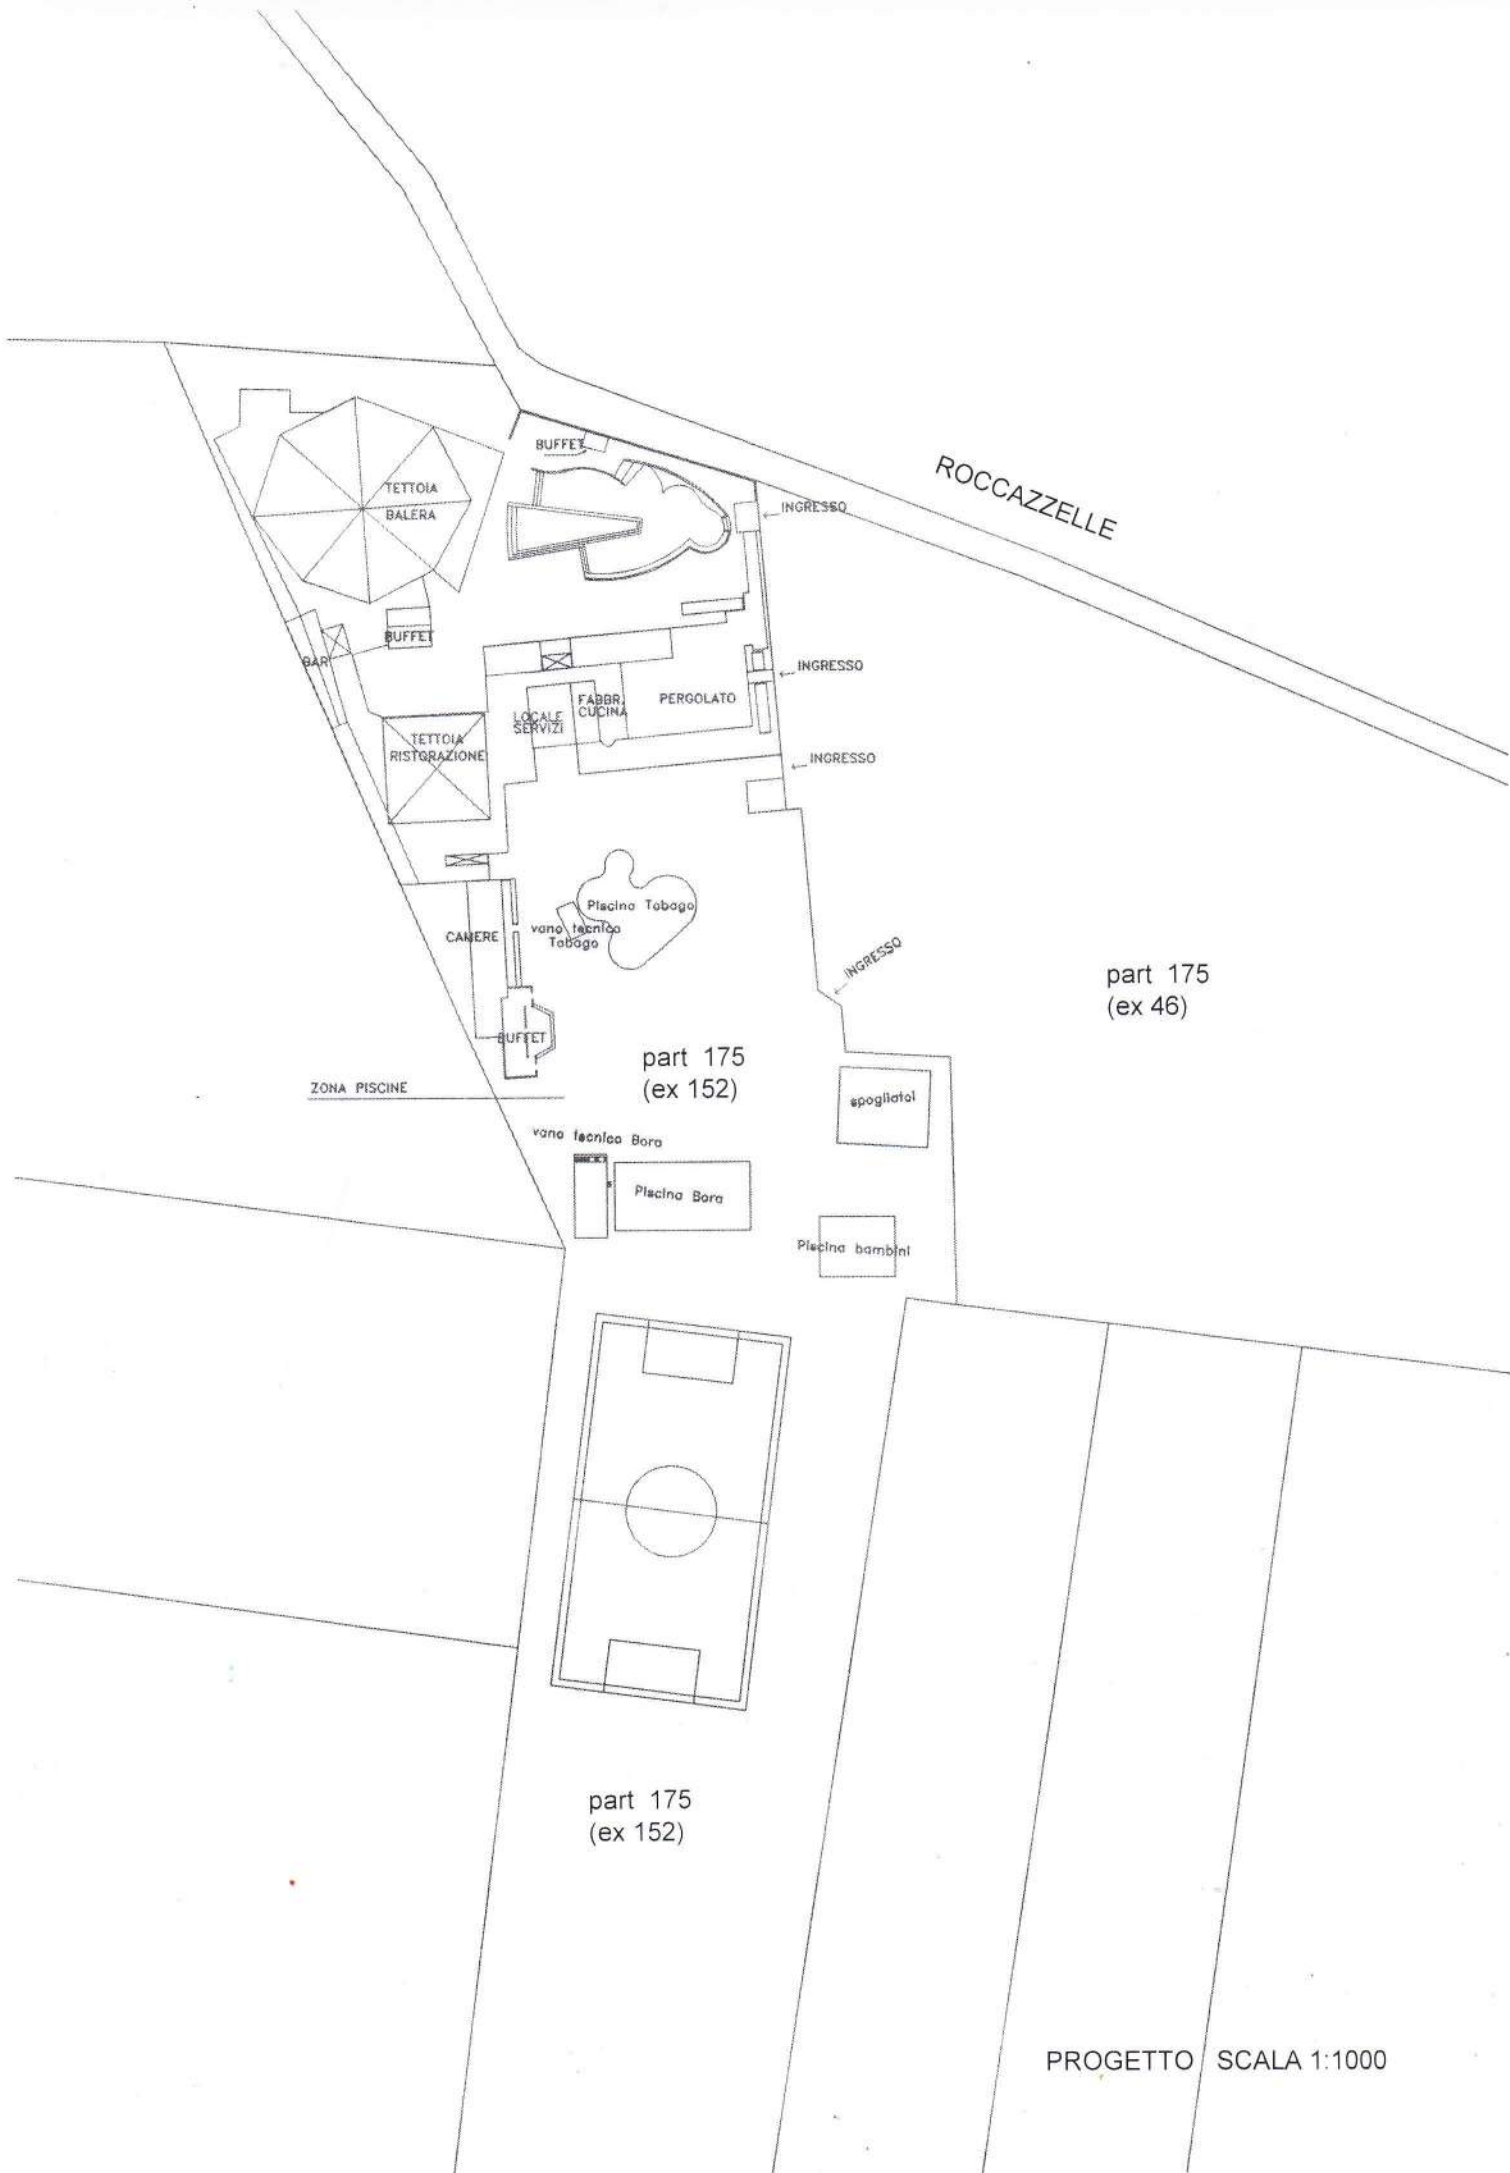 BUFFET
ROCCAZZELLE
TETTOIA
BALERA
INGRESSO
BUFFET
BAR
INGRESSO
FABBR.
CUCINA
PERGOLATO
LOCALE
SERVIZI
TETTOIA
RISTORAZIONE
INGRESSO
Piscina Tobago
vano tecnico
Tobago
CAMERE
INGRESSO
part 175
(ex 46)
BUFFET
part 175
(ex 152)
ZONA PISCINE
spogliatoi
vano tecnico Bora
Piscina Bora
Piscina bambini
part 175
(ex 152)
PROGETTO SCALA 1:1000